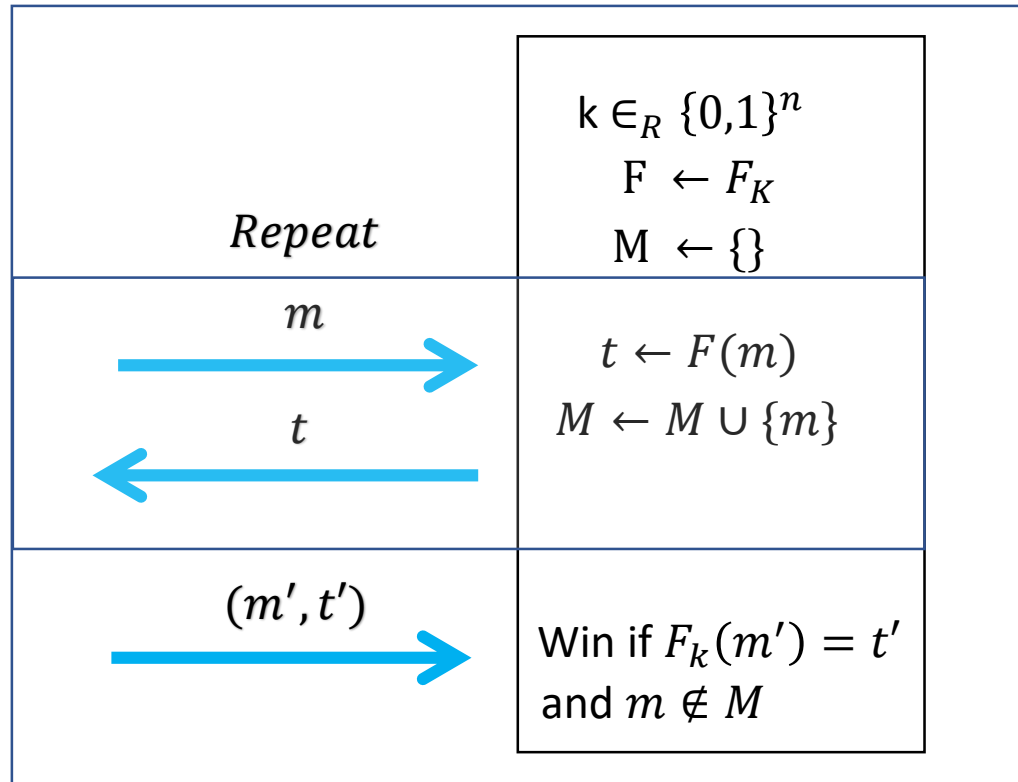 k ∈_R {0,1}^n
F ← F_K
Repeat
M ← {}
m
t ← F(m)
M ← M ∪ {m}
t
(m′, t′)
Win if F_k(m′) = t′
and m ∉ M